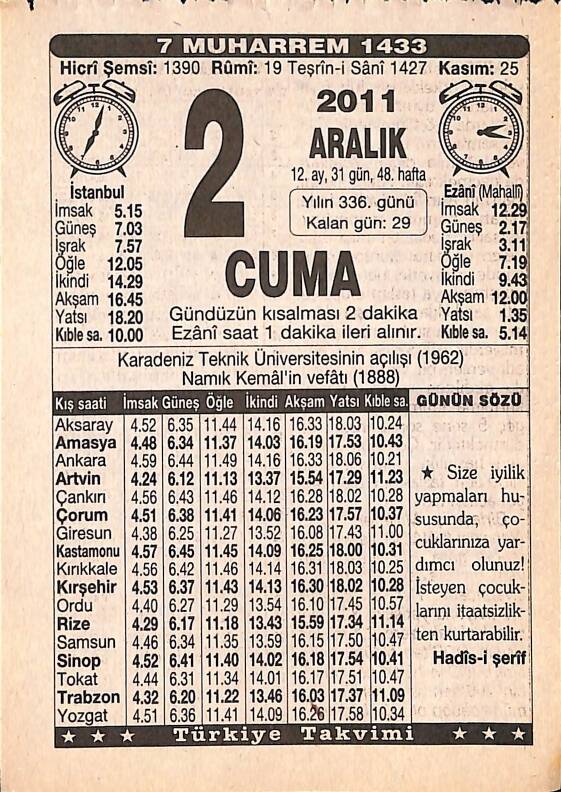 7 MUHARREM 1433
Hicrî Şemsî: 1390 Rûmî: 19 Teşrîn-i Sânî 1427 Kasım: 25
2
2011
ARALIK
12. ay, 31 gün, 48. hafta
Yılın 336. günü
Kalan gün: 29
CUMA
Gündüzün kısalması 2 dakika
Ezânî saat 1 dakika ileri alınır.
İstanbul
İmsak 5.15
Güneş 7.03
İşrak 7.57
Öğle 12.05
İkindi 14.29
Akşam 16.45
Yatsı 18.20
Kıble sa. 10.00
Ezânî (Mahallî)
İmsak 12.29
Güneş 2.17
İşrak 3.11
Öğle 7.19
İkindi 9.43
Akşam 12.00
Yatsı 1.35
Kıble sa. 5.14
Karadeniz Teknik Üniversitesinin açılışı (1962)
Namık Kemâl'in vefâtı (1888)
Kış saati İmsak Güneş Öğle İkindi Akşam Yatsı Kıble sa.
Aksaray 4.52 6.35 11.44 14.16 16.33 18.03 10.24
Amasya 4.48 6.34 11.37 14.03 16.19 17.53 10.43
Ankara 4.59 6.44 11.49 14.16 16.33 18.06 10.21
Artvin 4.24 6.12 11.13 13.37 15.54 17.29 11.23
Çankırı 4.56 6.43 11.46 14.12 16.28 18.02 10.28
Çorum 4.51 6.38 11.41 14.06 16.23 17.57 10.37
Giresun 4.38 6.25 11.27 13.52 16.08 17.43 11.00
Kastamonu 4.57 6.45 11.45 14.09 16.25 18.00 10.31
Kırıkkale 4.56 6.42 11.46 14.14 16.31 18.03 10.25
Kırşehir 4.53 6.37 11.43 14.13 16.30 18.02 10.28
Ordu 4.40 6.27 11.29 13.54 16.10 17.45 10.57
Rize 4.29 6.17 11.18 13.43 15.59 17.34 11.14
Samsun 4.46 6.34 11.35 13.59 16.15 17.50 10.47
Sinop 4.52 6.41 11.40 14.02 16.18 17.54 10.41
Tokat 4.44 6.31 11.34 14.01 16.17 17.51 10.47
Trabzon 4.32 6.20 11.22 13.46 16.03 17.37 11.09
Yozgat 4.51 6.36 11.41 14.09 16.26 17.58 10.34
GÜNÜN SÖZÜ
★ Size iyilik
yapmaları hu-
susunda, ço-
cuklarınıza yar-
dımcı olunuz!
İsteyen çocuk-
larını itaatsizlik-
ten kurtarabilir.
Hadîs-i şerîf
★ ★ ★ Türkiye Takvimi ★ ★ ★